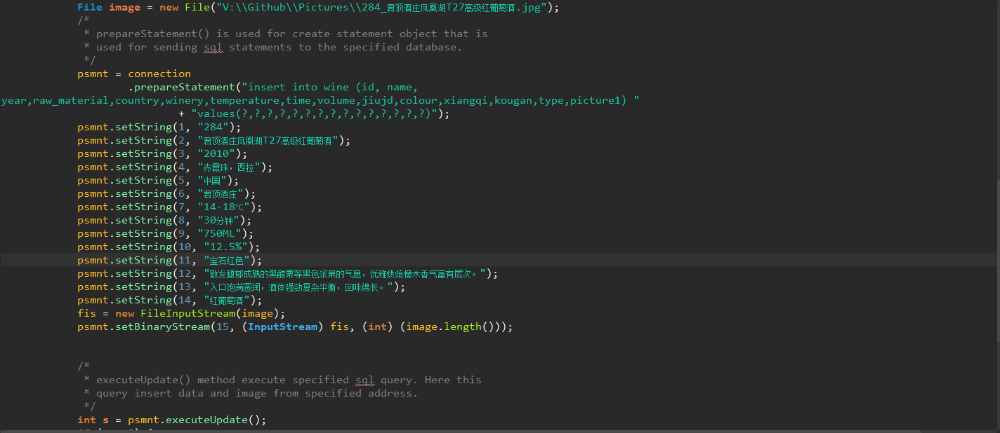 File image = new File("V:\\Github\\Pictures\\284_君顶酒庄凤凰湖T27高级红葡萄酒.jpg");
/*
* prepareStatement() is used for create statement object that is
* used for sending sql statements to the specified database.
*/
psmnt = connection
.prepareStatement("insert into wine (id, name,
year,raw_material,country,winery,temperature,time,volume,jiujd,colour,xiangqi,kougan,type,picture1) "
+ "values(?,?,?,?,?,?,?,?,?,?,?,?,?,?,?)");
psmnt.setString(1, "284");
psmnt.setString(2, "君顶酒庄凤凰湖T27高级红葡萄酒");
psmnt.setString(3, "2010");
psmnt.setString(4, "赤霞珠，西拉");
psmnt.setString(5, "中国");
psmnt.setString(6, "君顶酒庄");
psmnt.setString(7, "14-18℃");
psmnt.setString(8, "30分钟");
psmnt.setString(9, "750ML");
psmnt.setString(10, "12.5%");
psmnt.setString(11, "宝石红色");
psmnt.setString(12, "散发馥郁成熟的黑醋栗等黑色浆果的气息，优雅烘焙橡木香气富有层次。");
psmnt.setString(13, "入口饱满圆润，酒体强劲复杂平衡，回味绵长。");
psmnt.setString(14, "红葡萄酒");
fis = new FileInputStream(image);
psmnt.setBinaryStream(15, (InputStream) fis, (int) (image.length()));
/*
* executeUpdate() method execute specified sql query. Here this
* query insert data and image from specified address.
*/
int s = psmnt.executeUpdate();